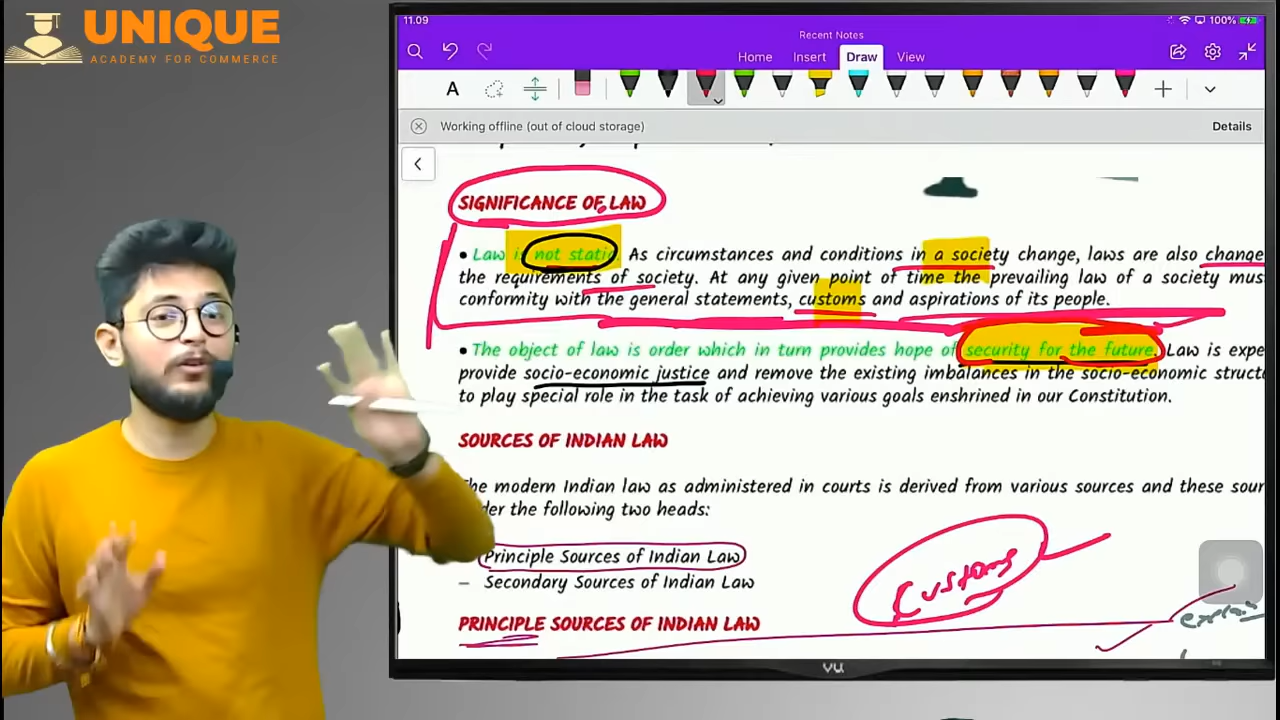 UNIQUE
ACADEMY FOR COMMERCE
11.09
100%
Recent Notes
Home Insert Draw View
A
Working offline (out of cloud storage) Details
SIGNIFICANCE OF LAW
• Law is not static. As circumstances and conditions in a society change, laws are also change
the requirements of society. At any given point of time the prevailing law of a society mus
conformity with the general statements, customs and aspirations of its people.
• The object of law is order which in turn provides hope of security for the future. Law is expe
provide socio-economic justice and remove the existing imbalances in the socio-economic struct
to play special role in the task of achieving various goals enshrined in our Constitution.
SOURCES OF INDIAN LAW
The modern Indian law as administered in courts is derived from various sources and these sour
der the following two heads:
Principle Sources of Indian Law
– Secondary Sources of Indian Law
Customs
PRINCIPLE SOURCES OF INDIAN LAW
VU